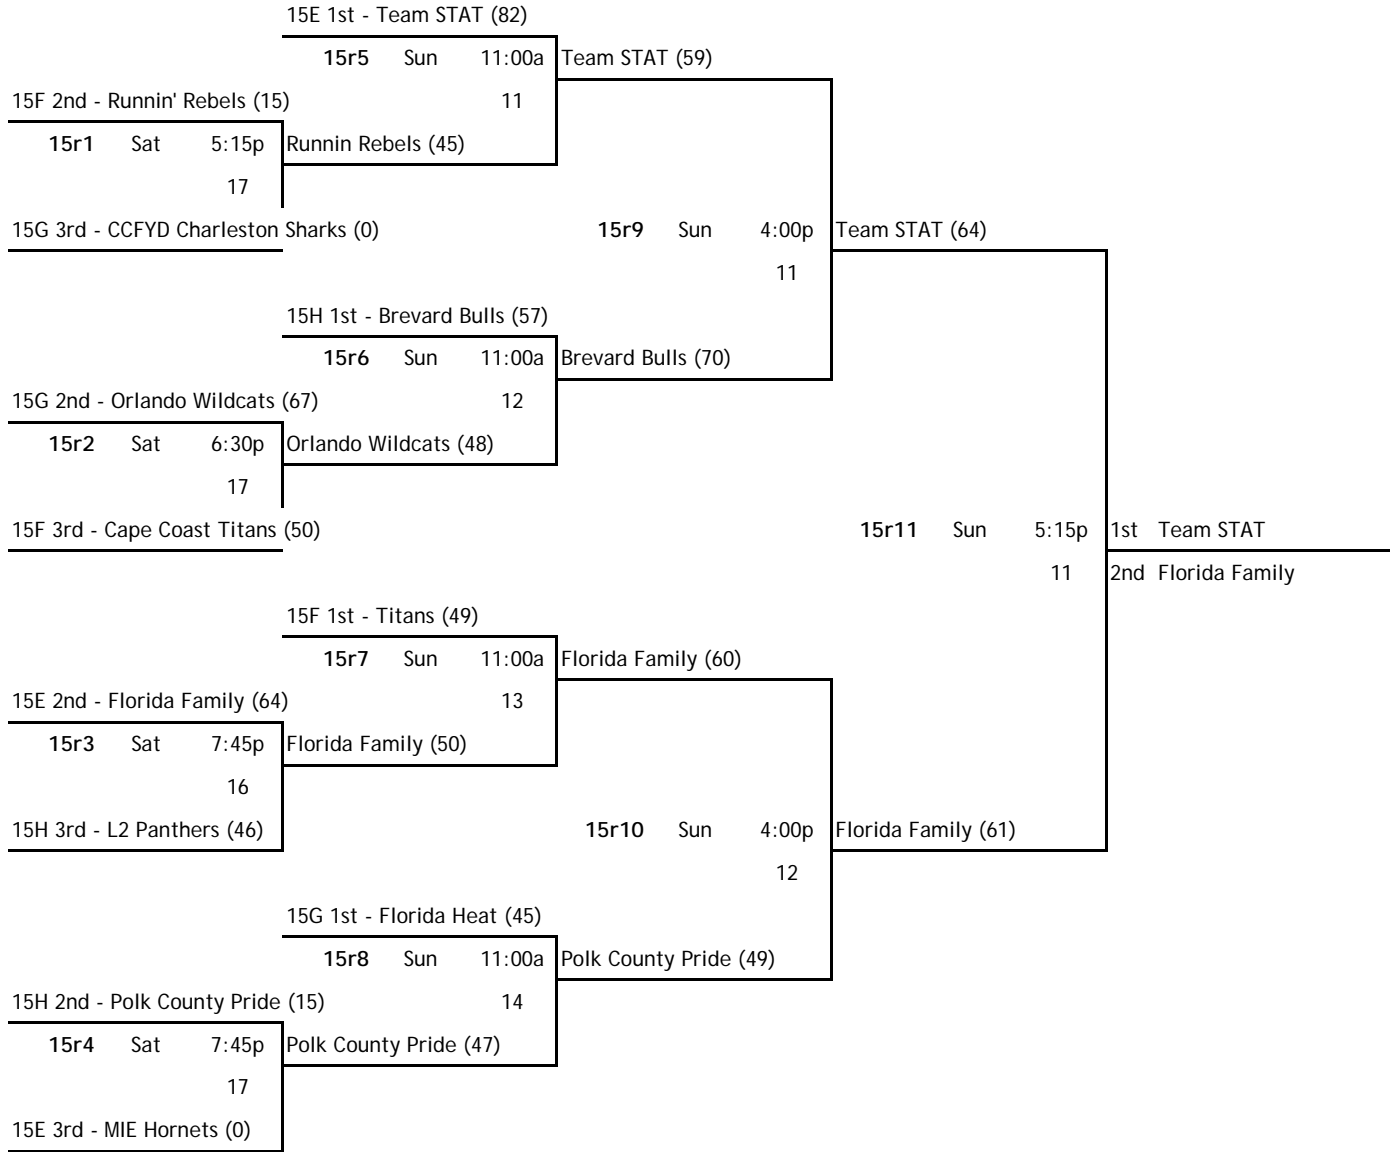 15E 1st - Team STAT (82)
15r5 Sun 11:00a Team STAT (59)
15F 2nd - Runnin' Rebels (15) 11
15r1 Sat 5:15p Runnin Rebels (45)
17
15G 3rd - CCFYD Charleston Sharks (0) 15r9 Sun 4:00p Team STAT (64)
11
15H 1st - Brevard Bulls (57)
15r6 Sun 11:00a Brevard Bulls (70)
15G 2nd - Orlando Wildcats (67) 12
15r2 Sat 6:30p Orlando Wildcats (48)
17
15F 3rd - Cape Coast Titans (50) 15r11 Sun 5:15p 1st Team STAT
11 2nd Florida Family
15F 1st - Titans (49)
15r7 Sun 11:00a Florida Family (60)
15E 2nd - Florida Family (64) 13
15r3 Sat 7:45p Florida Family (50)
16
15H 3rd - L2 Panthers (46) 15r10 Sun 4:00p Florida Family (61)
12
15G 1st - Florida Heat (45)
15r8 Sun 11:00a Polk County Pride (49)
15H 2nd - Polk County Pride (15) 14
15r4 Sat 7:45p Polk County Pride (47)
17
15E 3rd - MIE Hornets (0)